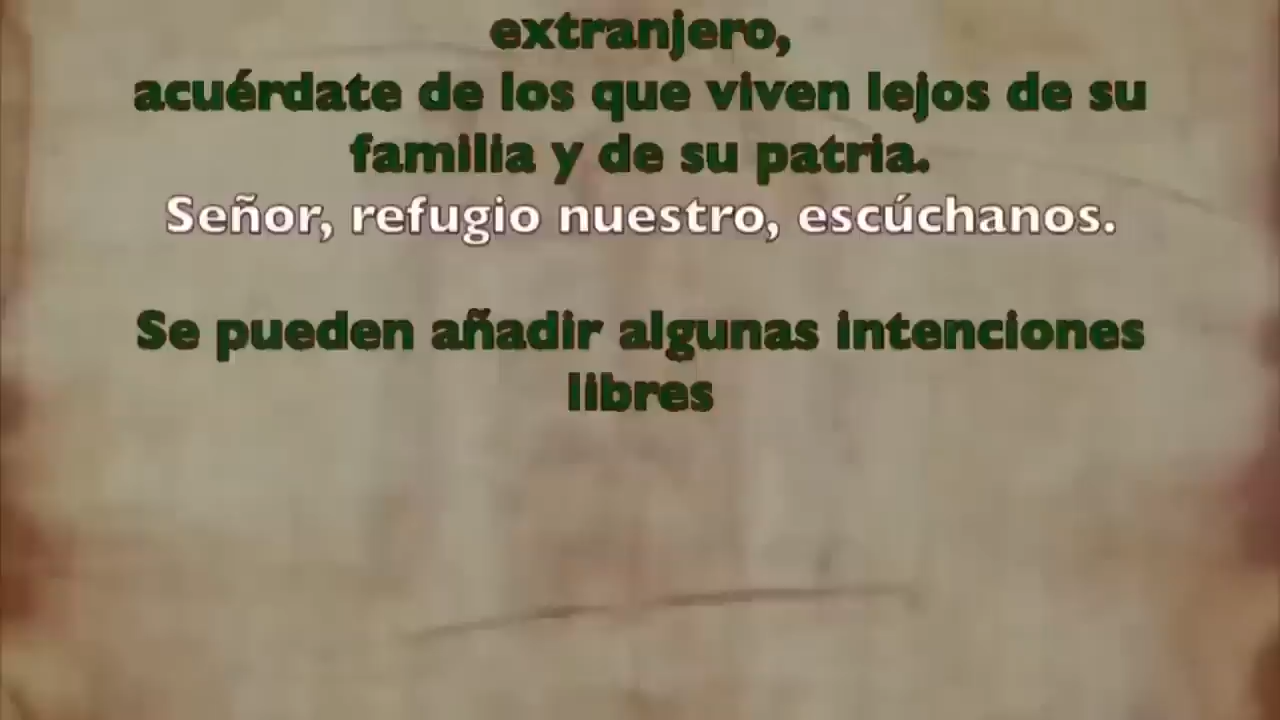 extranjero,
acuérdate de los que viven lejos de su
familia y de su patria.
Señor, refugio nuestro, escúchanos.
Se pueden añadir algunas intenciones
libres